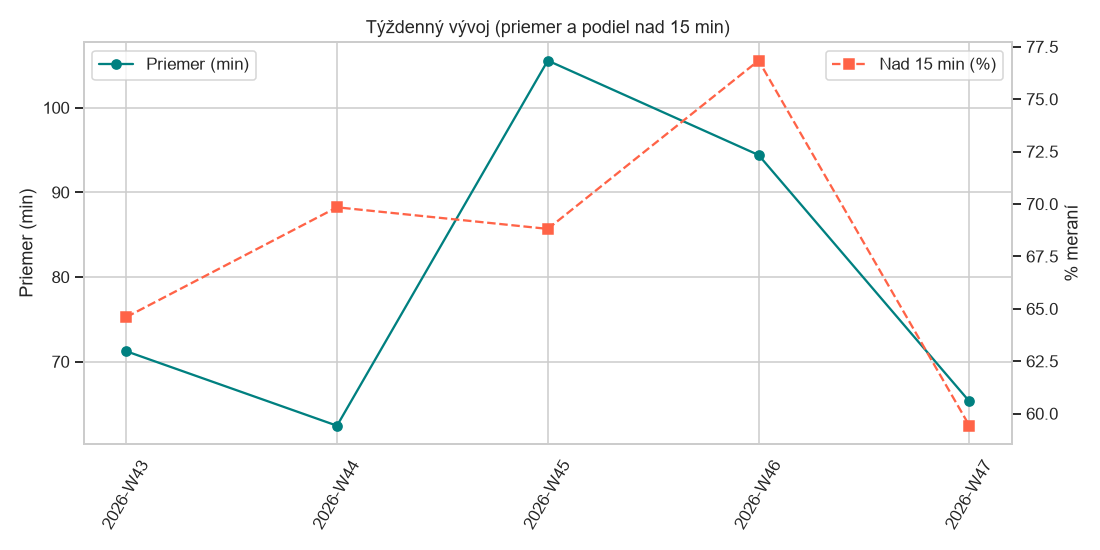 Týždenný vývoj (priemer a podiel nad 15 min)
Priemer (min)
Nad 15 min (%)
Priemer (min)
100
90
80
70
% meraní
77.5
75.0
72.5
70.0
67.5
65.0
62.5
60.0
2026-W43
2026-W44
2026-W45
2026-W46
2026-W47